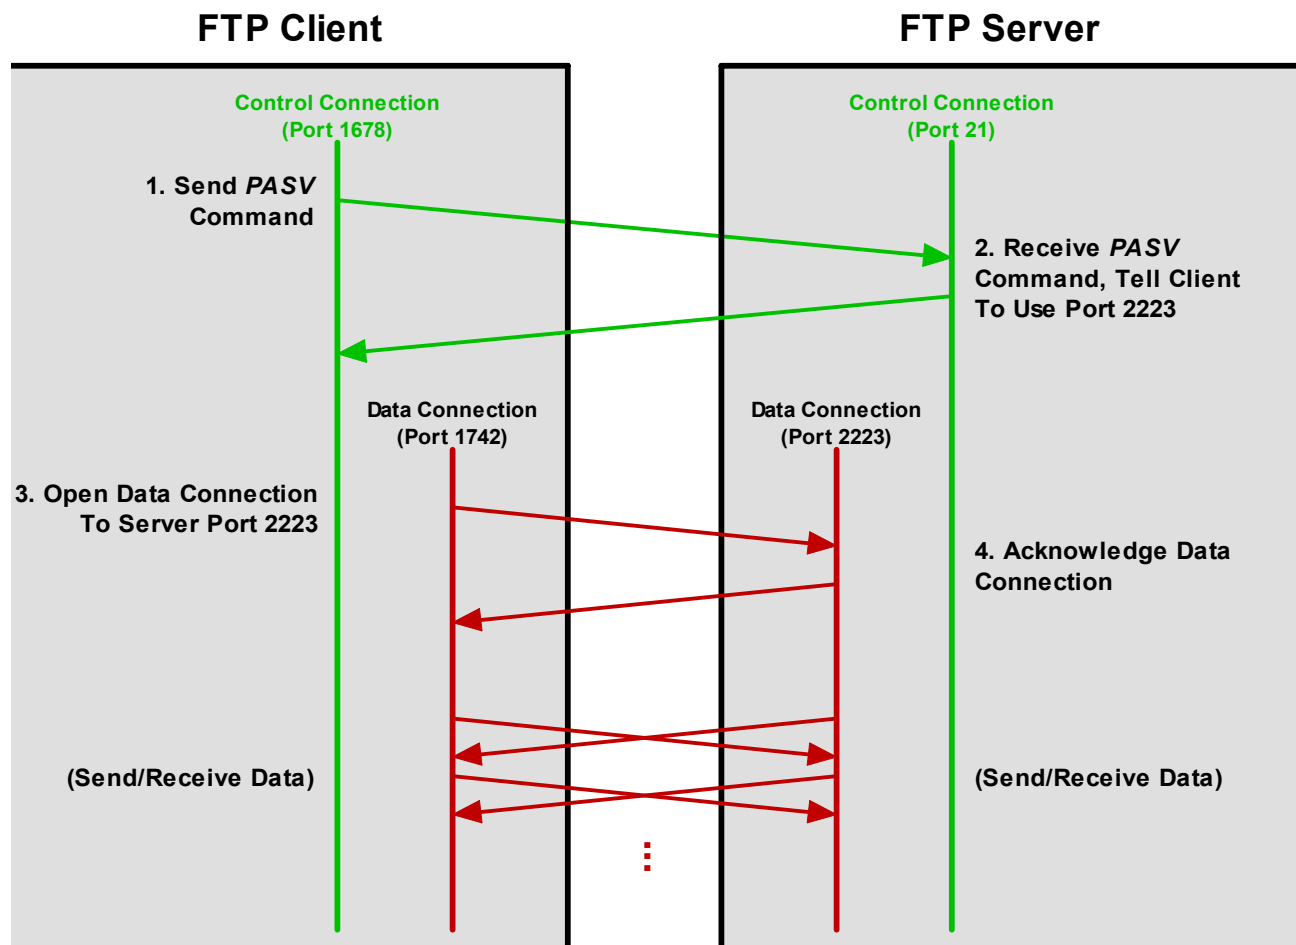 FTP Client
FTP Server
Control Connection
(Port 1678)
Control Connection
(Port 21)
1. Send PASV
Command
2. Receive PASV
Command, Tell Client
To Use Port 2223
Data Connection
(Port 1742)
Data Connection
(Port 2223)
3. Open Data Connection
To Server Port 2223
4. Acknowledge Data
Connection
(Send/Receive Data)
(Send/Receive Data)